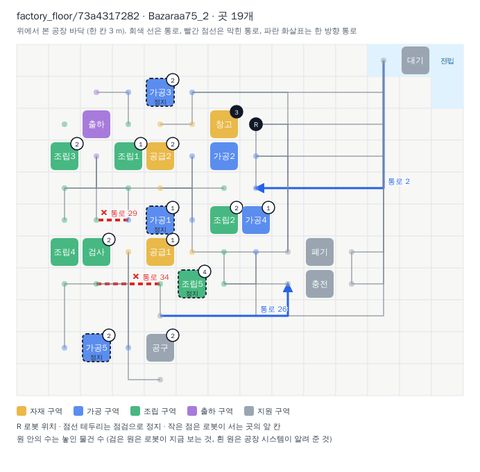 factory_floor/73a4317282 · Bazaraa75_2 · 곳 19개
위에서 본 공장 바닥 (한 칸 3 m). 회색 선은 통로, 빨간 점선은 막힌 통로, 파란 화살표는 한 방향 통로
대기
전립
2
가공3
정지
3
출하
창고
R
2
1
2
조립3
조립1
공급2
가공2
통로 2
1
2
1
통로 29
가공1
정지
조립2
가공4
2
1
조립4
검사
공급1
폐기
통로 34
4
조립5
정지
충전
통로 26
2
2
가공5
정지
공구
자재 구역
가공 구역
조립 구역
출하 구역
지원 구역
R 로봇 위치 · 점선 테두리는 점검으로 정지 · 작은 점은 로봇이 서는 곳의 앞 칸
원 안의 수는 놓인 물건 수 (검은 원은 로봇이 지금 보는 것, 흰 원은 공장 시스템이 알려 준 것)